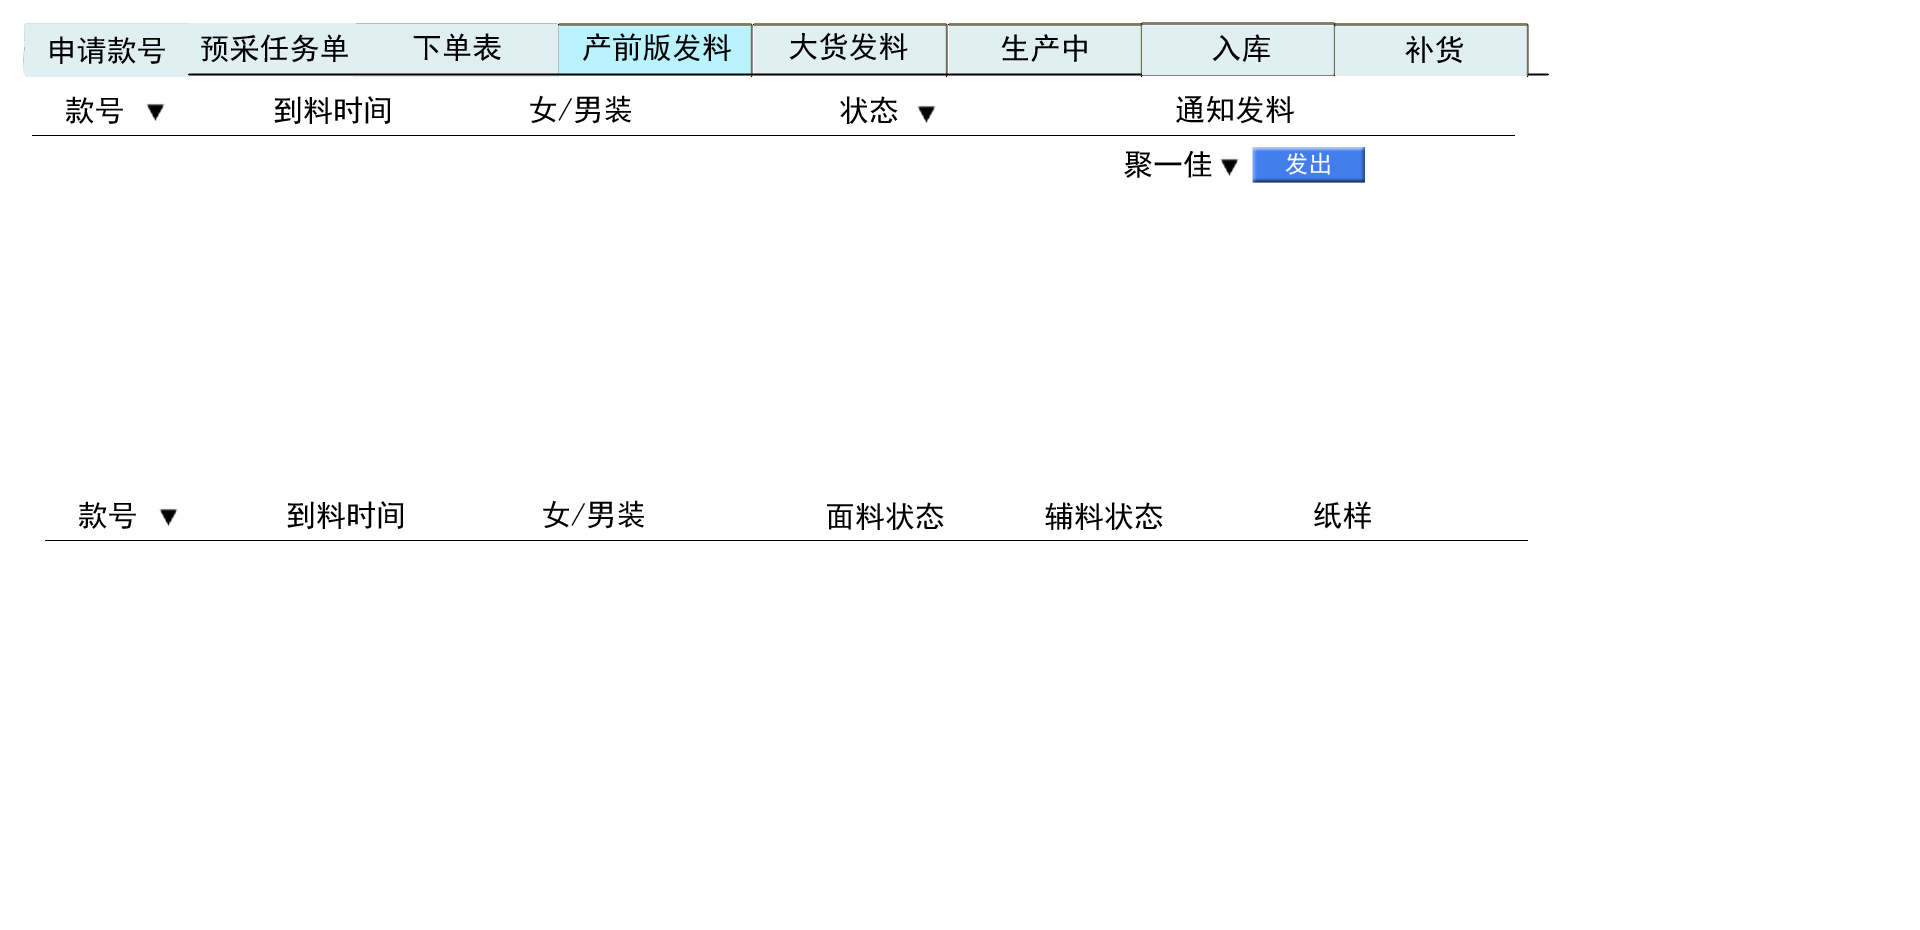 申请款号 预采任务单 下单表 产前版发料 大货发料 生产中 入库 补货
款号 ▼ 到料时间 女/男装 状态 ▼ 通知发料
聚一佳 ▼ 发出
款号 ▼ 到料时间 女/男装 面料状态 辅料状态 纸样